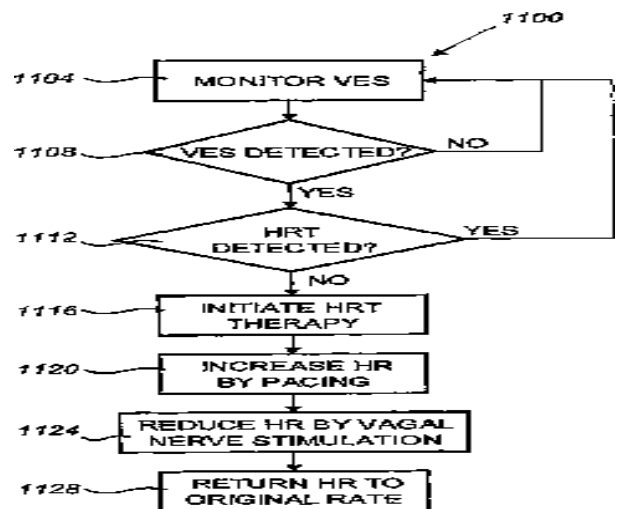 1100
1104
MONITOR VES
1108
VES DETECTED?
NO
YES
1112
HRT
DETECTED?
YES
NO
1116
INITIATE HRT
THERAPY
1120
INCREASE HR
BY PACING
1124
REDUCE HR BY VAGAL
NERVE STIMULATION
1128
RETURN HR TO
ORIGINAL RATE